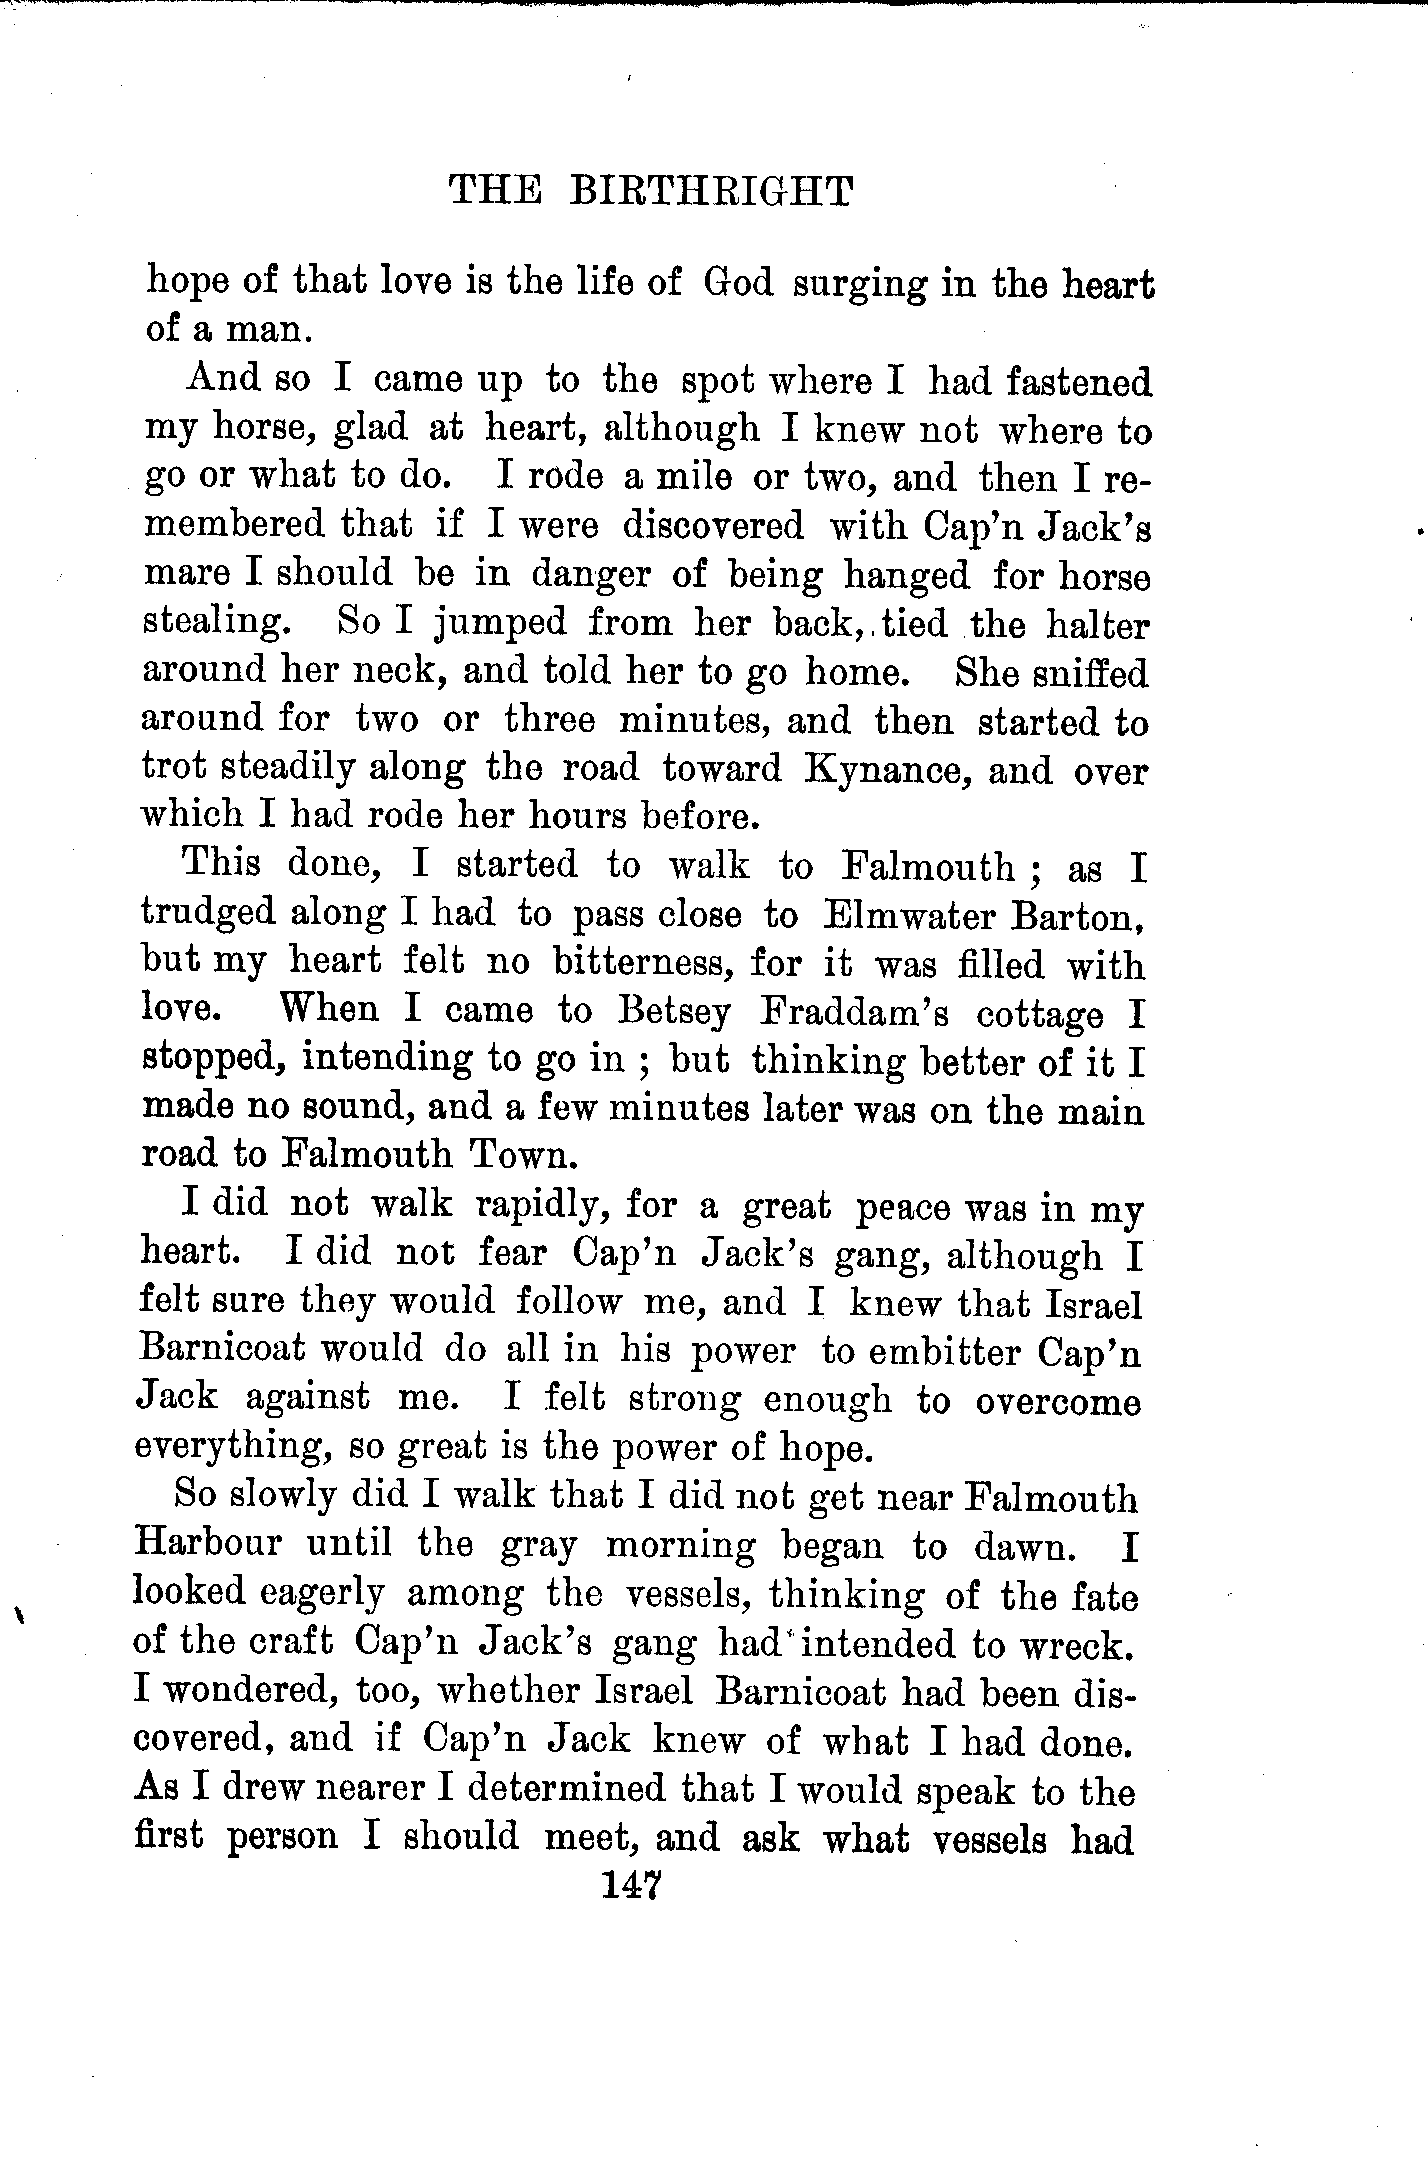 THE BIRTHRIGHT
hope of that love is the life of God surging in the heart
of a man.
And so I came up to the spot where I had fastened
my horse, glad at heart, although I knew not where to
go or what to do. I rode a mile or two, and then I re-
membered that if I were discovered with Cap'n Jack's
mare I should be in danger of being hanged for horse
stealing. So I jumped from her back, tied the halter
around her neck, and told her to go home. She sniffed
around for two or three minutes, and then started to
trot steadily along the road toward Kynance, and over
which I had rode her hours before.
This done, I started to walk to Falmouth ; as I
trudged along I had to pass close to Elmwater Barton,
but my heart felt no bitterness, for it was filled with
love. When I came to Betsey Fraddam's cottage I
stopped, intending to go in ; but thinking better of it I
made no sound, and a few minutes later was on the main
road to Falmouth Town.
I did not walk rapidly, for a great peace was in my
heart. I did not fear Cap'n Jack's gang, although I
felt sure they would follow me, and I knew that Israel
Barnicoat would do all in his power to embitter Cap'n
Jack against me. I felt strong enough to overcome
everything, so great is the power of hope.
So slowly did I walk that I did not get near Falmouth
Harbour until the gray morning began to dawn. I
looked eagerly among the vessels, thinking of the fate
of the craft Cap'n Jack's gang had intended to wreck.
I wondered, too, whether Israel Barnicoat had been dis-
covered, and if Cap'n Jack knew of what I had done.
As I drew nearer I determined that I would speak to the
first person I should meet, and ask what vessels had
147